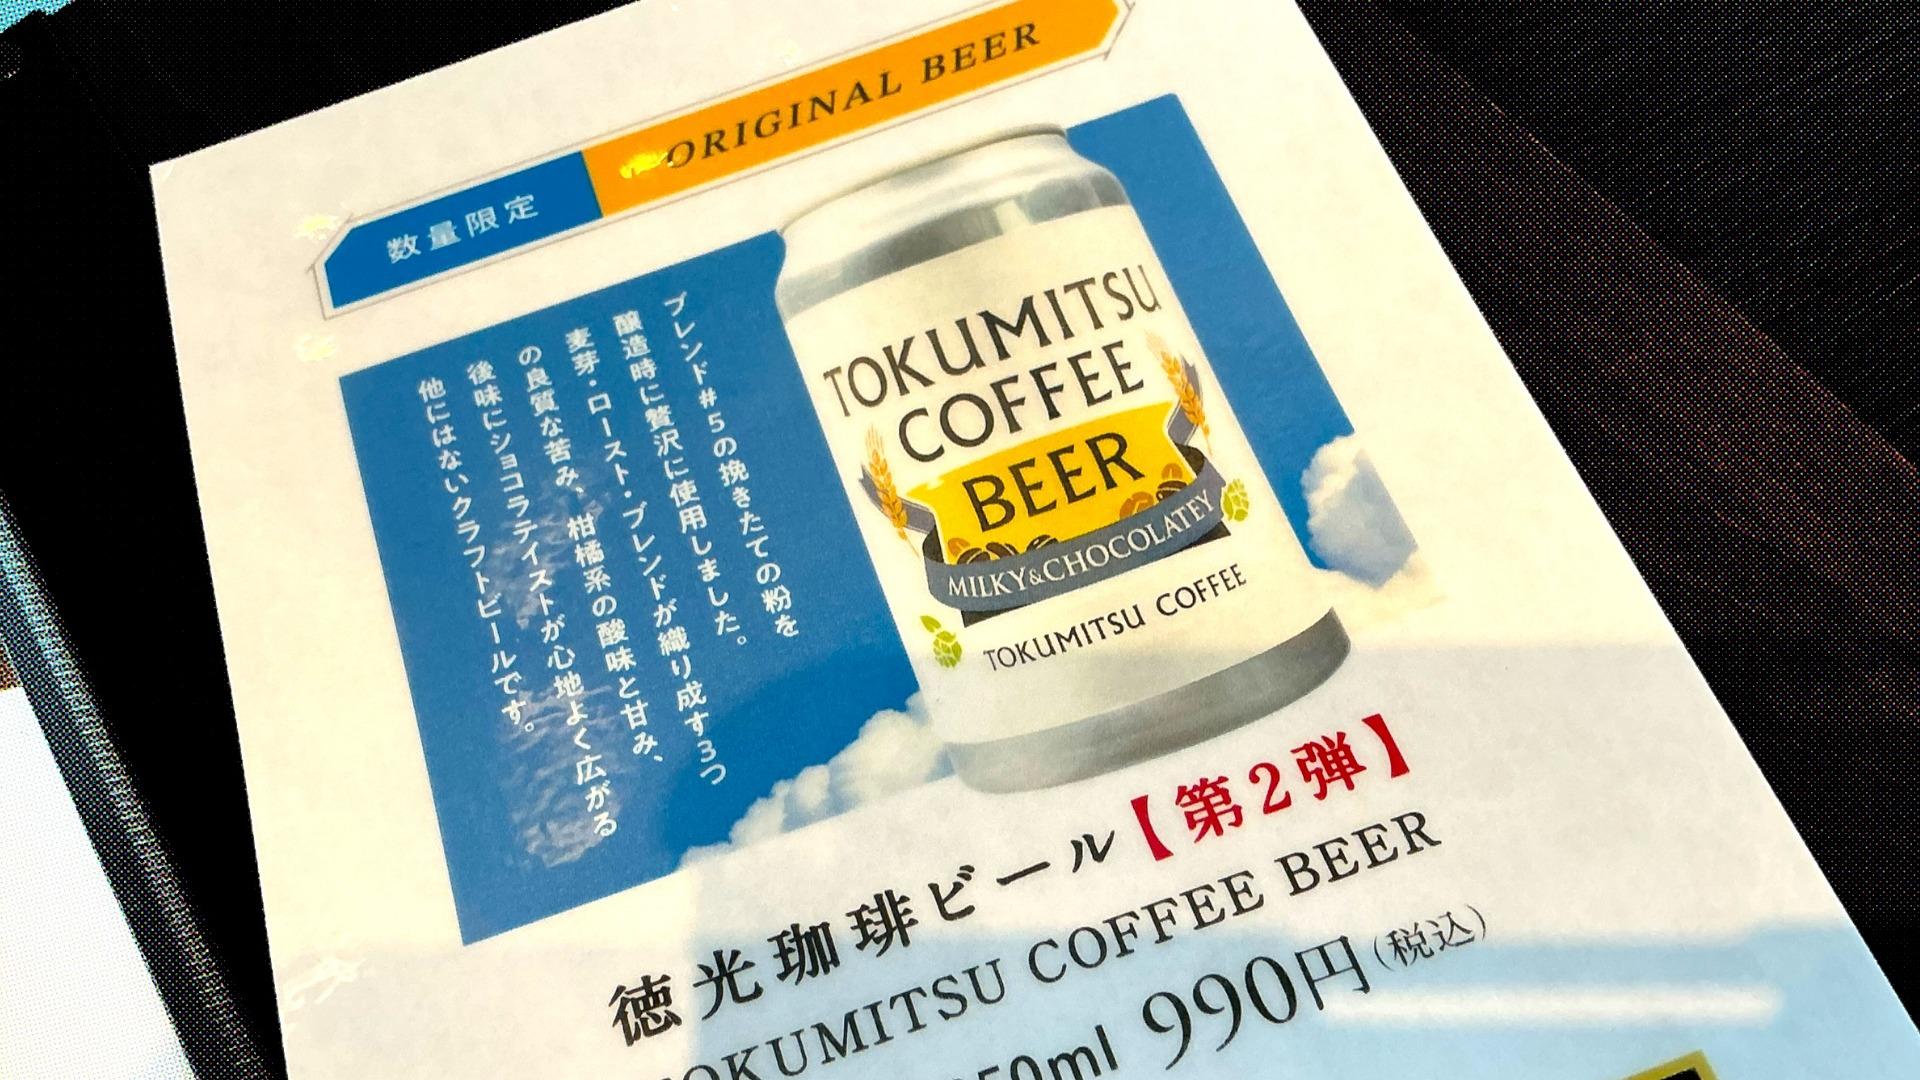 数量限定
ORIGINAL BEER
ブレンド#5の挽きたての粉を
醸造時に贅沢に使用しました。
麦芽・ロースト・ブレンドが織り成す3つ
の良質な苦み、柑橘系の酸味と甘み、
後味にショコラテイストが心地よく広がる
他にはないクラフトビールです。
TOKUMITSU
COFFEE
BEER
MILKY&CHOCOLATEY
TOKUMITSU COFFEE
徳光珈琲ビール【第2弾】
TOKUMITSU COFFEE BEER
50ml 990円(税込)